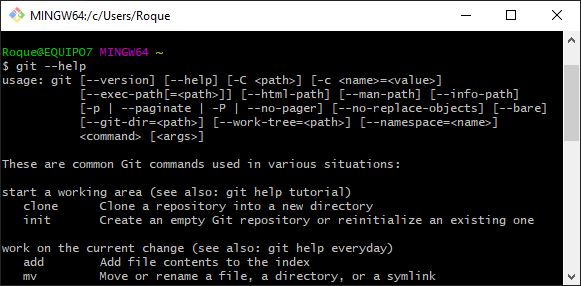 MINGW64:/c/Users/Roque
Roque@EQUIPO7 MINGW64 ~
$ git --help
usage: git [--version] [--help] [-C <path>] [-c <name>=<value>]
           [--exec-path[=<path>]] [--html-path] [--man-path] [--info-path]
           [-p | --paginate | -P | --no-pager] [--no-replace-objects] [--bare]
           [--git-dir=<path>] [--work-tree=<path>] [--namespace=<name>]
           <command> [<args>]
These are common Git commands used in various situations:
start a working area (see also: git help tutorial)
   clone      Clone a repository into a new directory
   init       Create an empty Git repository or reinitialize an existing one
work on the current change (see also: git help everyday)
   add        Add file contents to the index
   mv         Move or rename a file, a directory, or a symlink